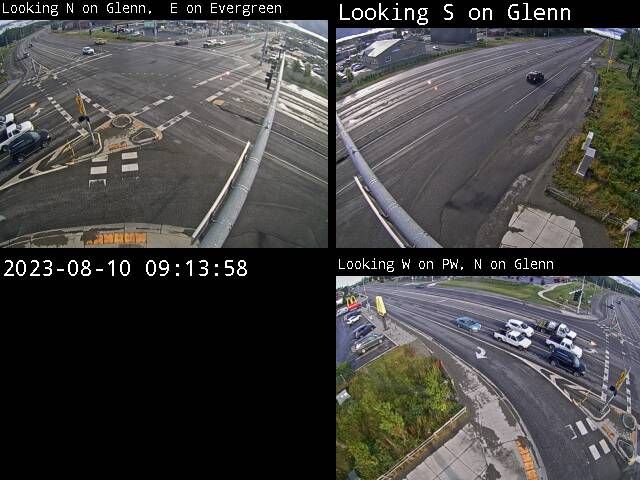 Looking N on Glenn,  E on Evergreen
Looking S on Glenn
2023-08-10 09:13:58
Looking W on PW, N on Glenn